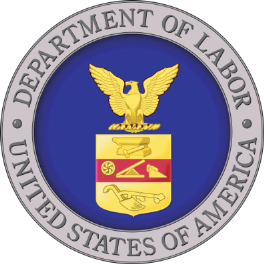 DEPARTMENT OF LABOR
UNITED STATES OF AMERICA